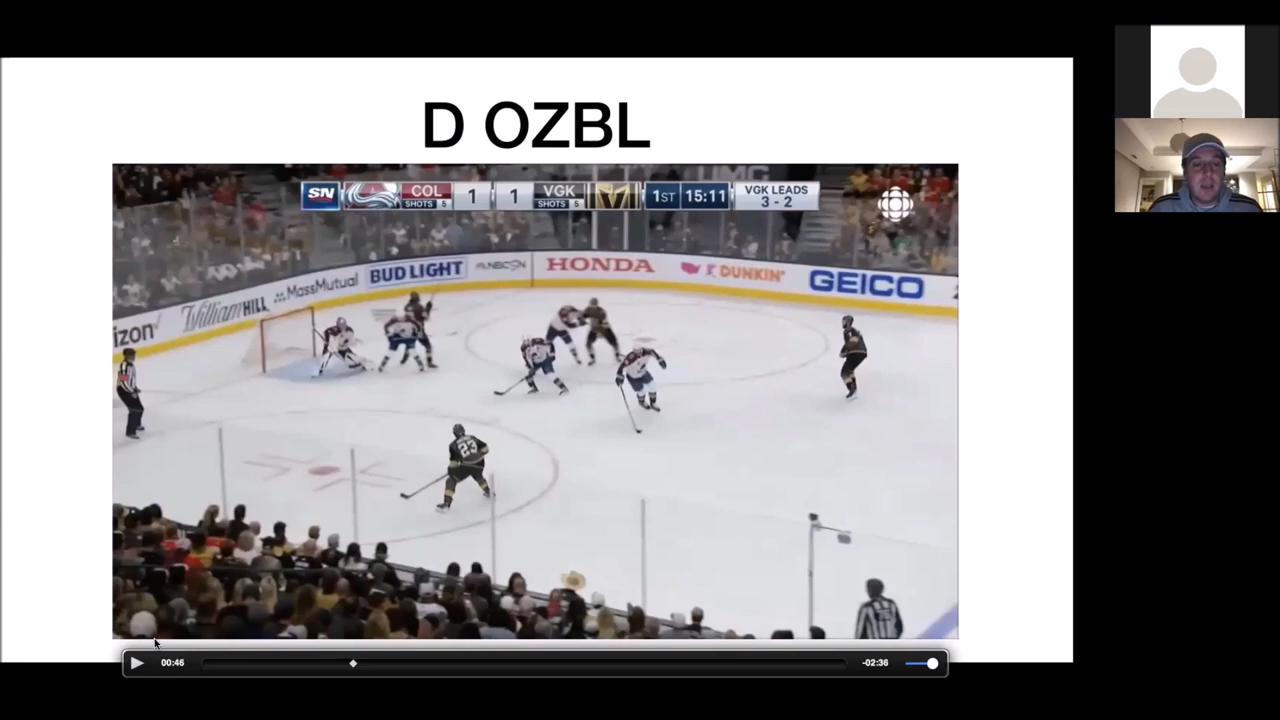 D OZBL
UMG
SN COL SHOTS 5 1 1 VGK SHOTS 5 1ST 15:11 VGK LEADS 3 - 2
izon William HILL MassMutual BUD LIGHT NBCSN HONDA DUNKIN' GEICO
23
00:46 -02:36